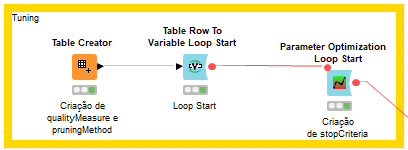 Tuning
Table Creator
Criação de
qualityMeasure e
pruningMethod
Table Row To
Variable Loop Start
Loop Start
Parameter Optimization
Loop Start
Criação
de stopCriteria